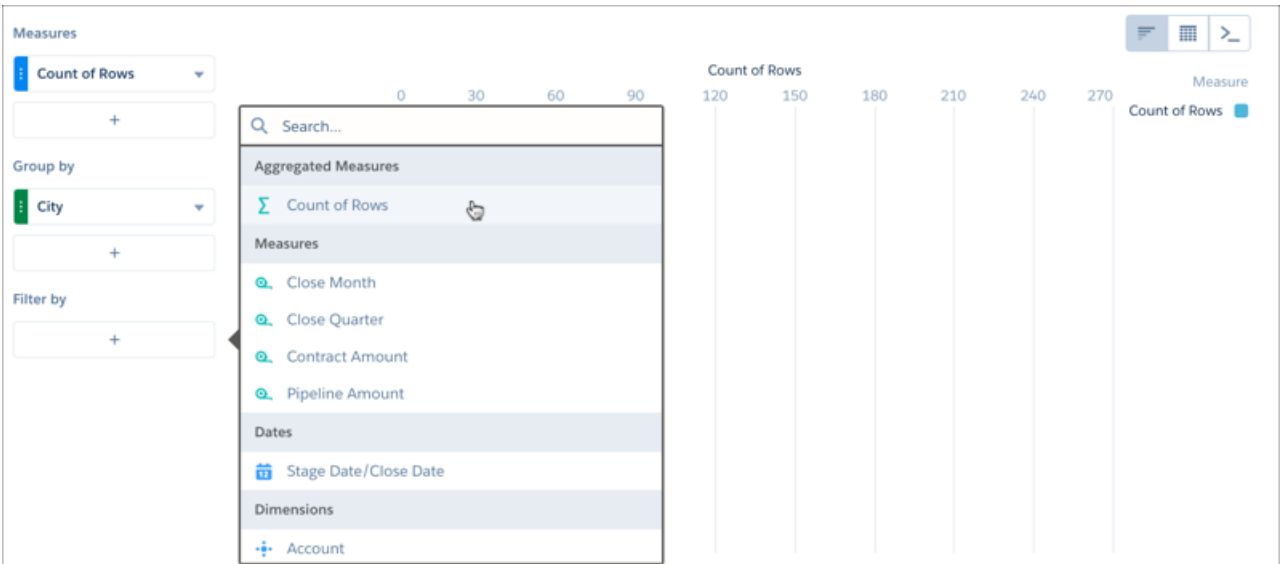 Measures
Count of Rows
+
Group by
City
+
Filter by
+
Search...
Aggregated Measures
Σ Count of Rows
Measures
Close Month
Close Quarter
Contract Amount
Pipeline Amount
Dates
12 Stage Date/Close Date
Dimensions
Account
Count of Rows
0 30 60 90 120 150 180 210 240 270
>_
Measure
Count of Rows